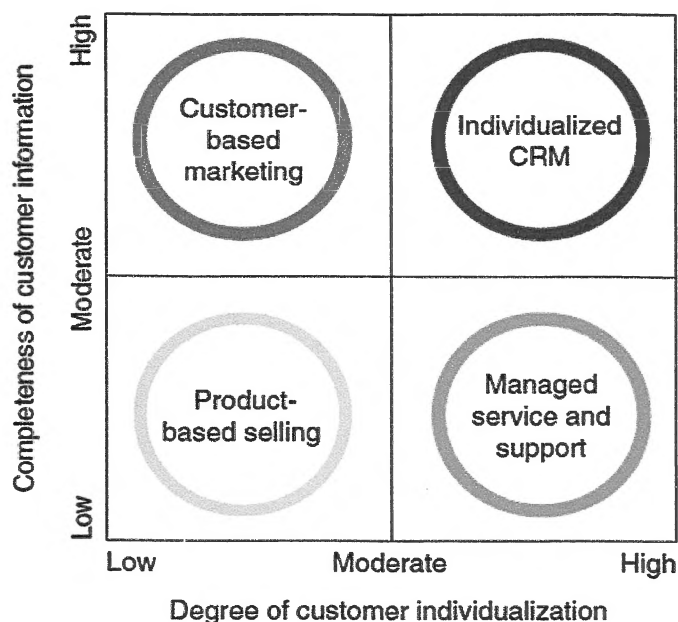 Completeness of customer information
High
Moderate
Low
Customer-
based
marketing
Individualized
CRM
Product-
based selling
Managed
service and
support
Low
Moderate
High
Degree of customer individualization